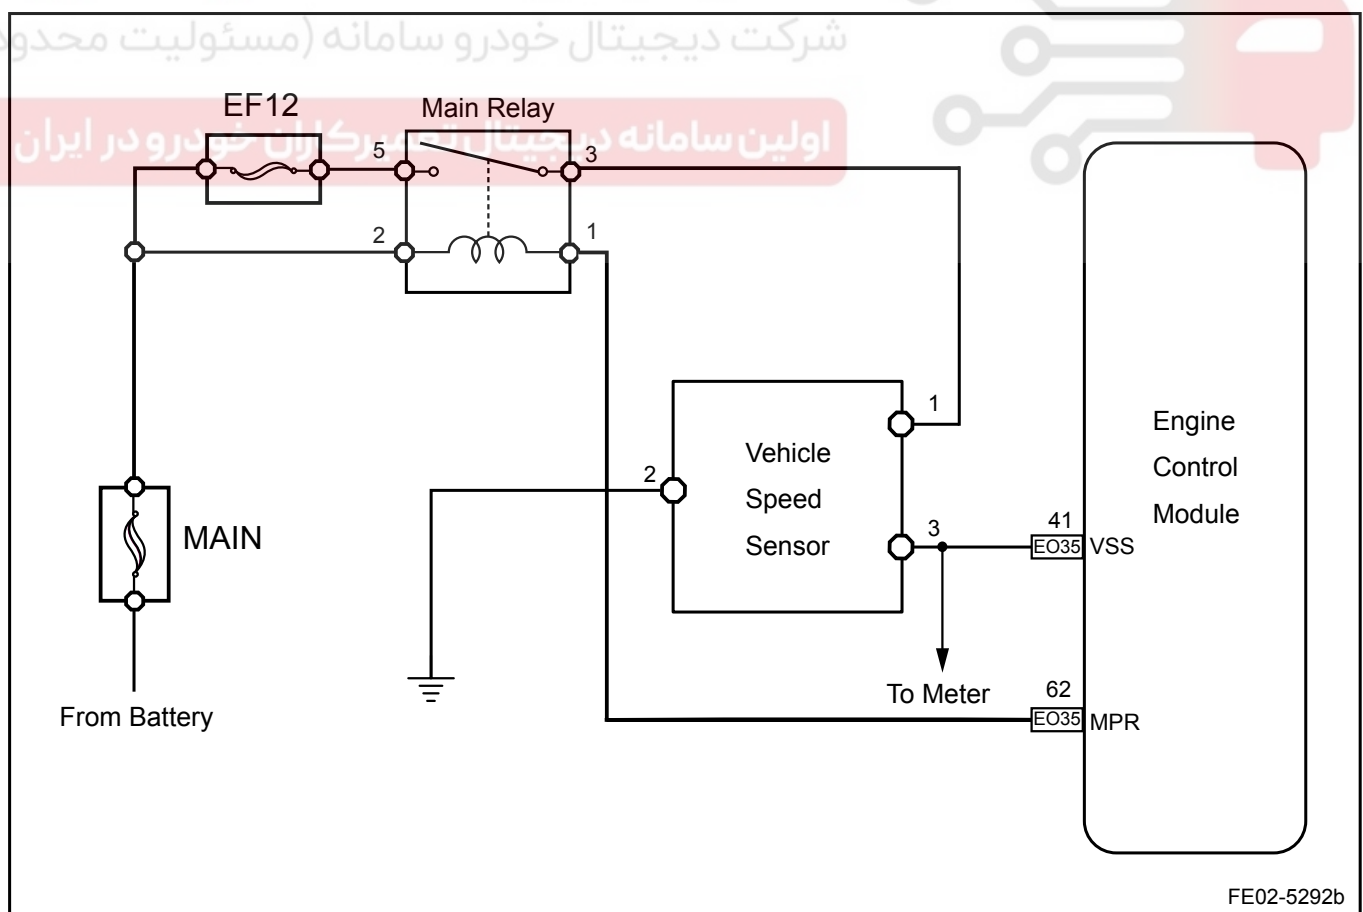 شرکت دیجیتال خودرو سامانه (مسئولیت محدود
اولین سامانه دیجیتال تعمیرکاران خودرو در ایران
EF12
Main Relay
5
3
2
1
MAIN
From Battery
Vehicle
Speed
Sensor
1
2
3
To Meter
41
EO35
VSS
62
EO35
MPR
Engine
Control
Module
FE02-5292b